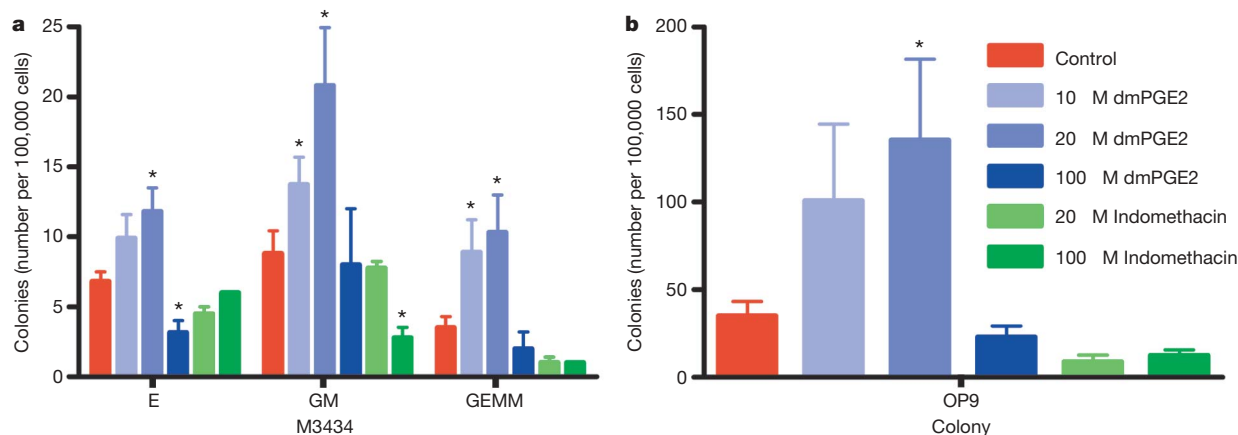 a
Colonies (number per 100,000 cells)
25
20
15
10
5
0
*
*
*
*
*
*
*
E
GM
GEMM
M3434
b
Colonies (number per 100,000 cells)
200
150
100
50
0
*
OP9
Colony
Control
10 M dmPGE2
20 M dmPGE2
100 M dmPGE2
20 M Indomethacin
100 M Indomethacin